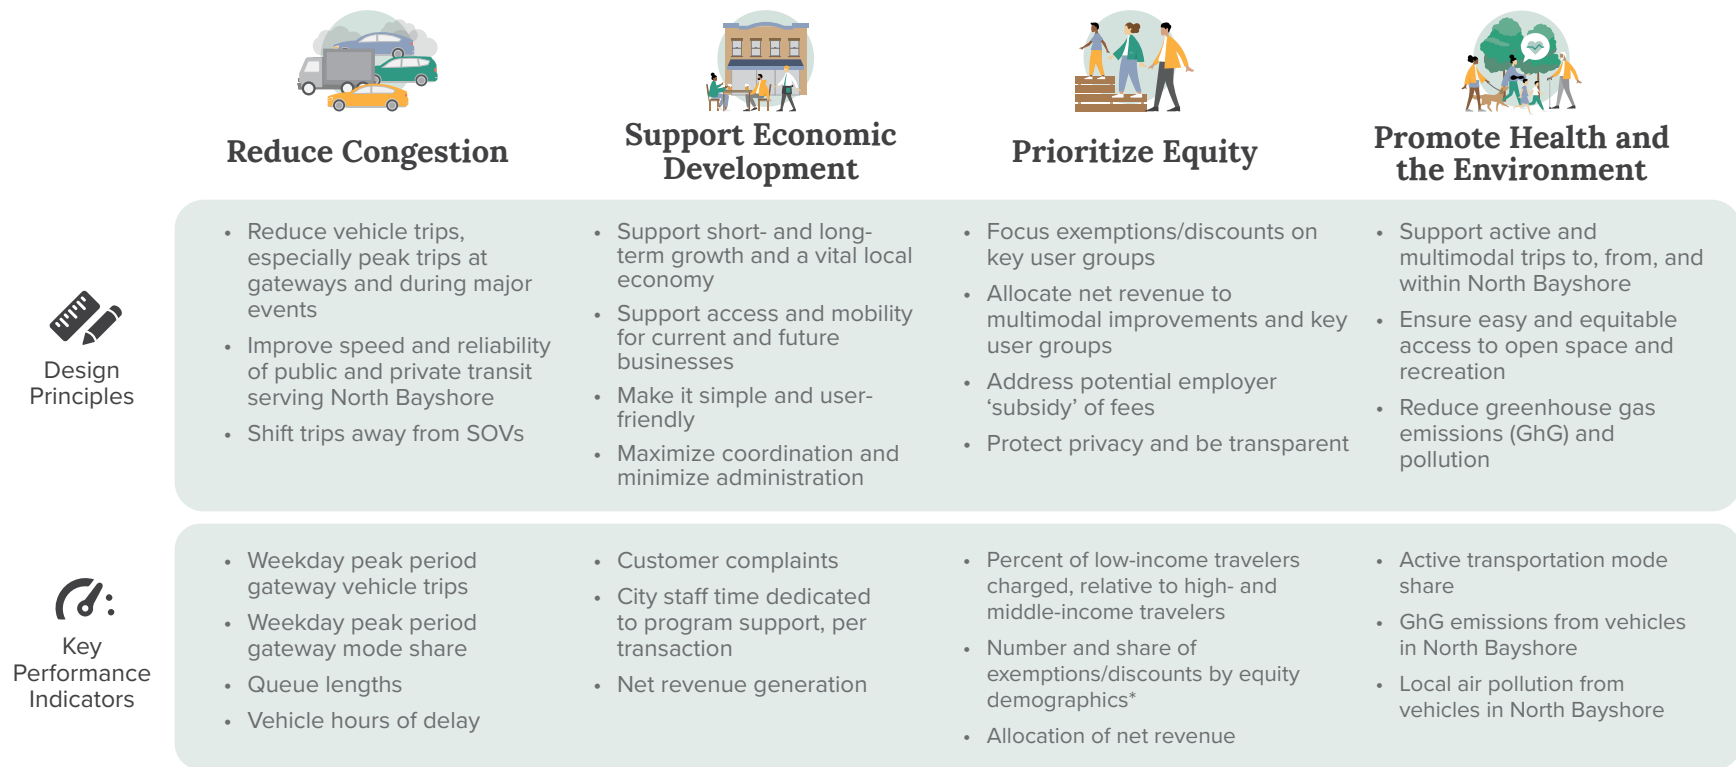 Reduce Congestion
Support Economic
Development
Prioritize Equity
Promote Health and
the Environment
Design
Principles
• Reduce vehicle trips,
especially peak trips at
gateways and during major
events
• Improve speed and reliability
of public and private transit
serving North Bayshore
• Shift trips away from SOVs
• Support short- and long-
term growth and a vital local
economy
• Support access and mobility
for current and future
businesses
• Make it simple and user-
friendly
• Maximize coordination and
minimize administration
• Focus exemptions/discounts on
key user groups
• Allocate net revenue to
multimodal improvements and key
user groups
• Address potential employer
‘subsidy’ of fees
• Protect privacy and be transparent
• Support active and
multimodal trips to, from, and
within North Bayshore
• Ensure easy and equitable
access to open space and
recreation
• Reduce greenhouse gas
emissions (GhG) and
pollution
Key
Performance
Indicators
• Weekday peak period
gateway vehicle trips
• Weekday peak period
gateway mode share
• Queue lengths
• Vehicle hours of delay
• Customer complaints
• City staff time dedicated
to program support, per
transaction
• Net revenue generation
• Percent of low-income travelers
charged, relative to high- and
middle-income travelers
• Number and share of
exemptions/discounts by equity
demographics*
• Allocation of net revenue
• Active transportation mode
share
• GhG emissions from vehicles
in North Bayshore
• Local air pollution from
vehicles in North Bayshore